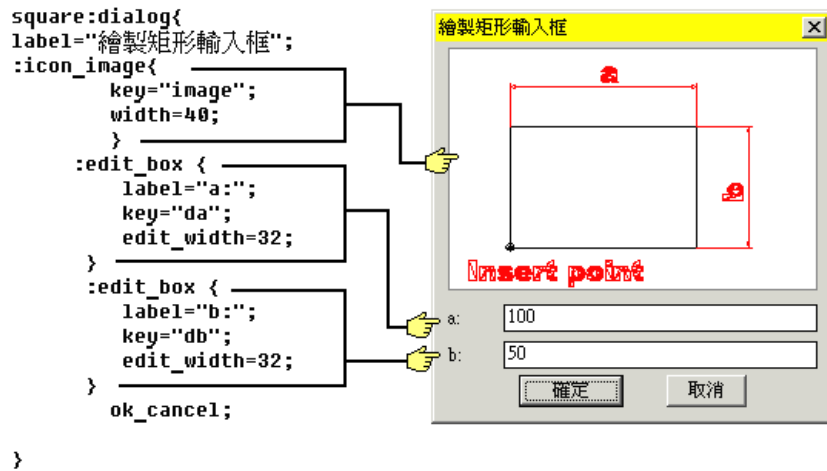 square:dialog{
label="繪製矩形輸入框";
:icon_image{
key="image";
width=40;
}
:edit_box {
label="a:";
key="da";
edit_width=32;
}
:edit_box {
label="b:";
key="db";
edit_width=32;
}
ok_cancel;
}
繪製矩形輸入框
a
b
Insert point
a: 100
b: 50
確定 取消